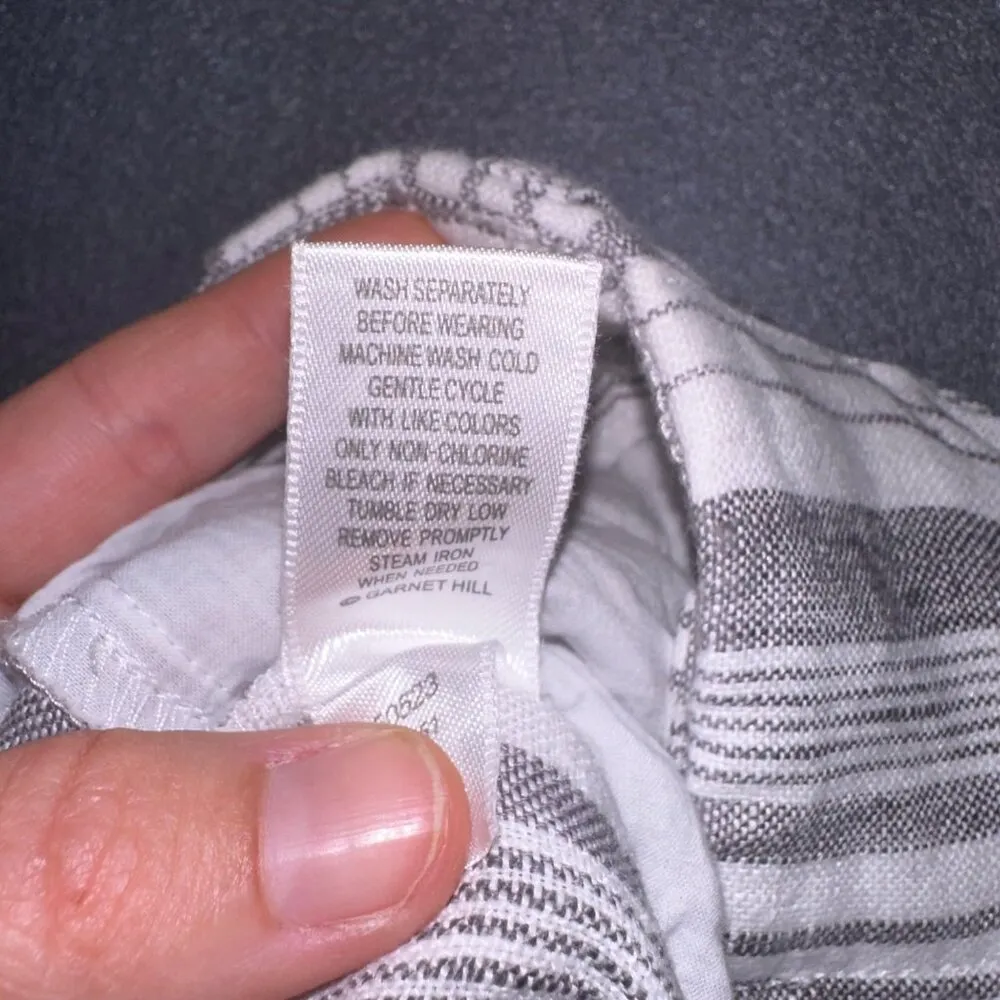 WASH SEPARATELY
BEFORE WEARING
MACHINE WASH COLD
GENTLE CYCLE
WITH LIKE COLORS
ONLY NON-CHLORINE
BLEACH IF NECESSARY
TUMBLE DRY LOW
REMOVE PROMPTLY
STEAM IRON
WHEN NEEDED
© GARNET HILL